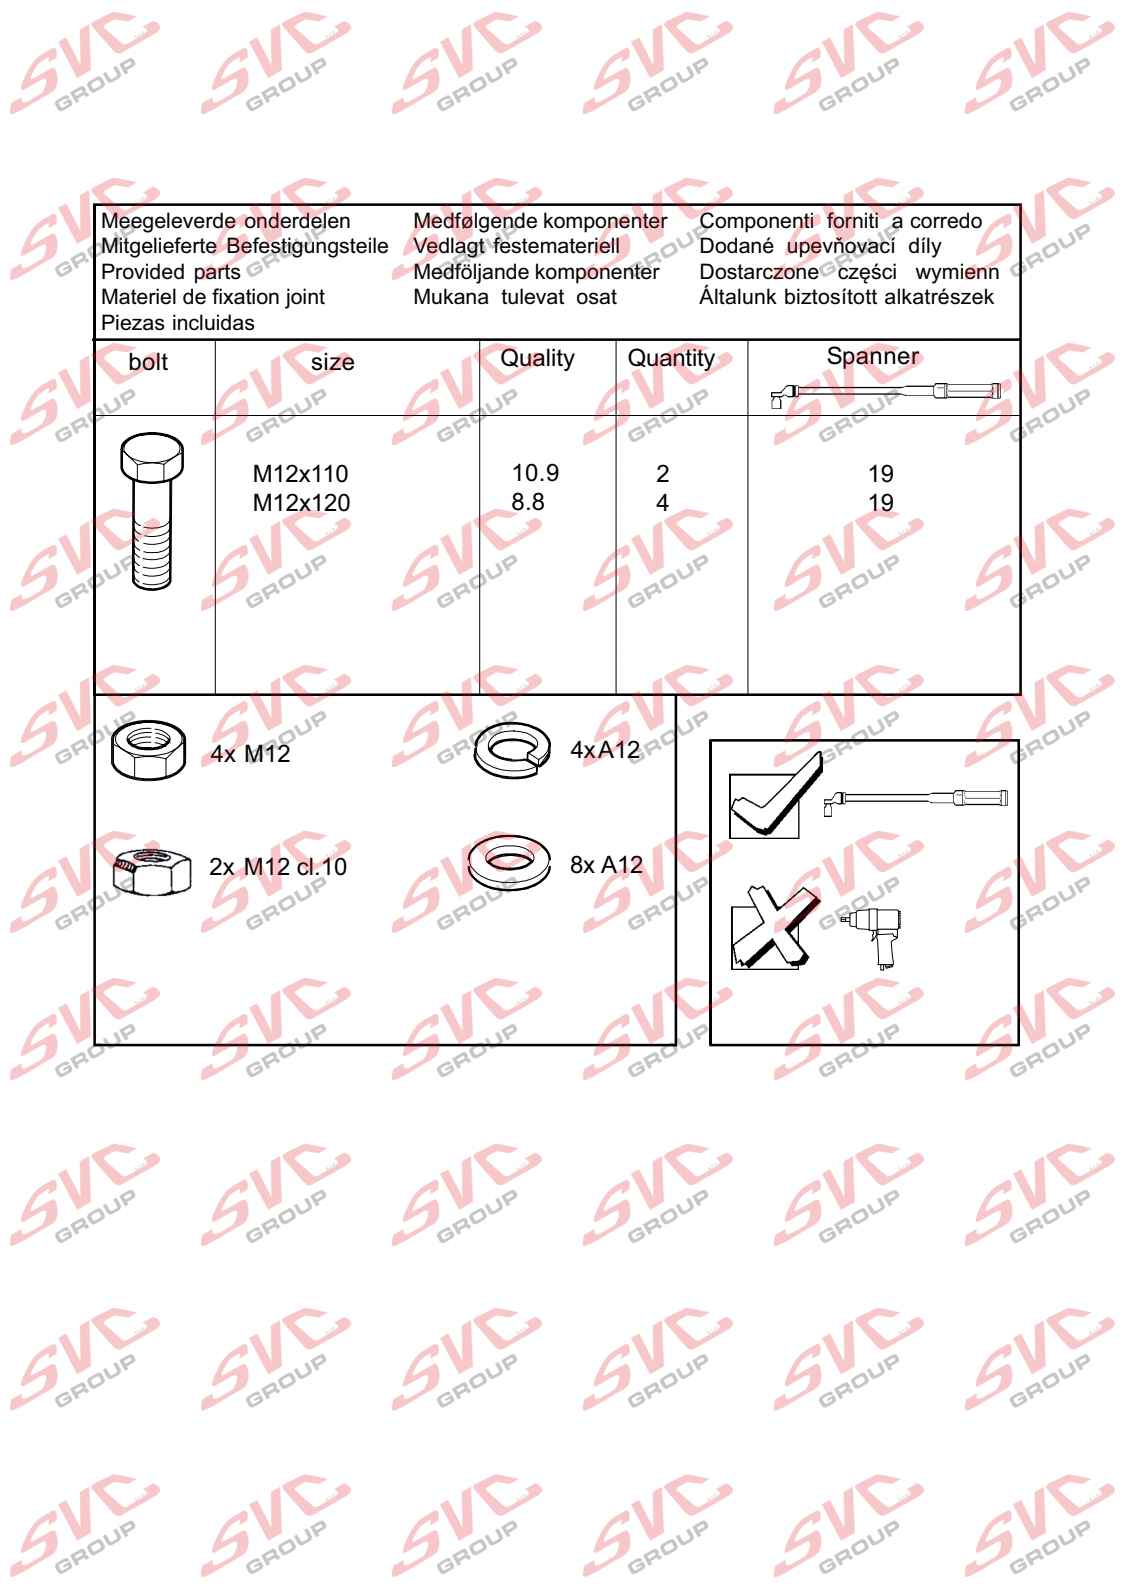 Meegeleverde onderdelen
Mitgelieferte Befestigungsteile
Provided parts
Materiel de fixation joint
Piezas incluidas
Medfølgende komponenter
Vedlagt festemateriell
Medföljande komponenter
Mukana tulevat osat
Componenti forniti a corredo
Dodané upevňovací díly
Dostarczone części wymienn
Általunk biztosított alkatrészek
bolt size Quality Quantity Spanner
M12x110 10.9 2 19
M12x120 8.8 4 19
4x M12 4xA12
2x M12 cl.10 8x A12
SVC GROUP